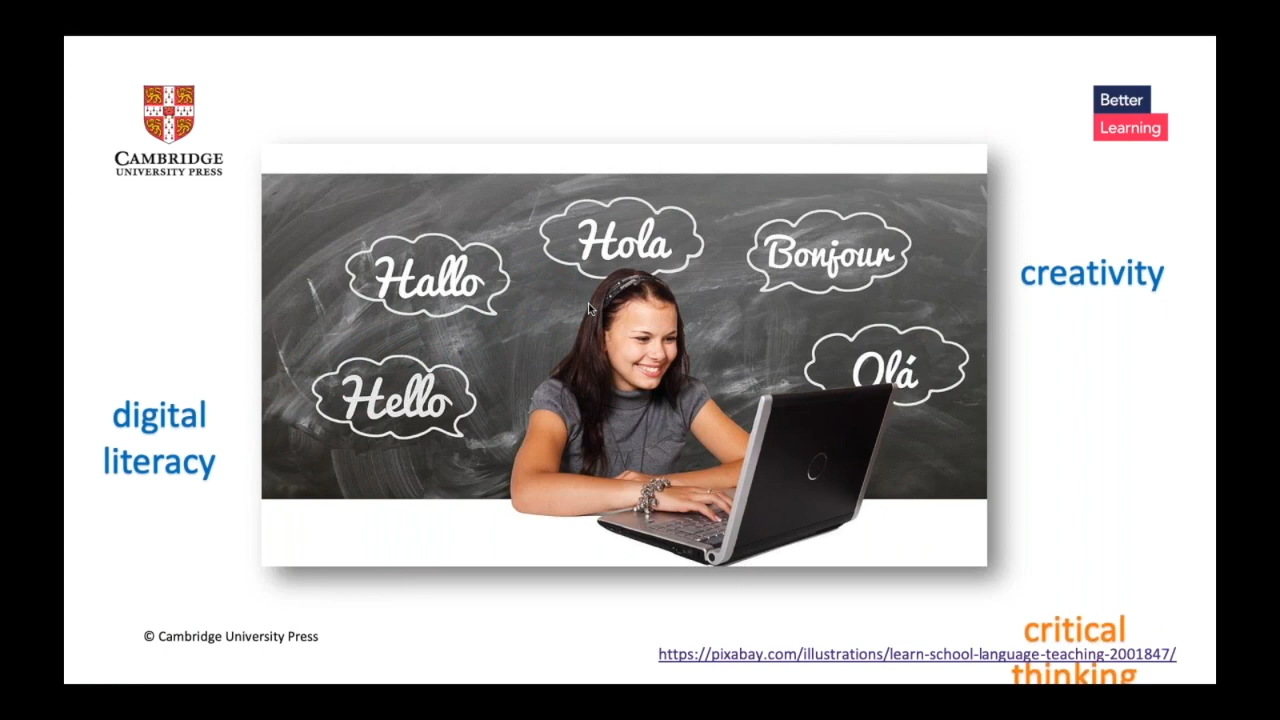 CAMBRIDGE
UNIVERSITY PRESS
Better
Learning
Hallo
Hola
Bonjour
Hello
Olá
creativity
digital
literacy
© Cambridge University Press
critical
thinking
https://pixabay.com/illustrations/learn-school-language-teaching-2001847/